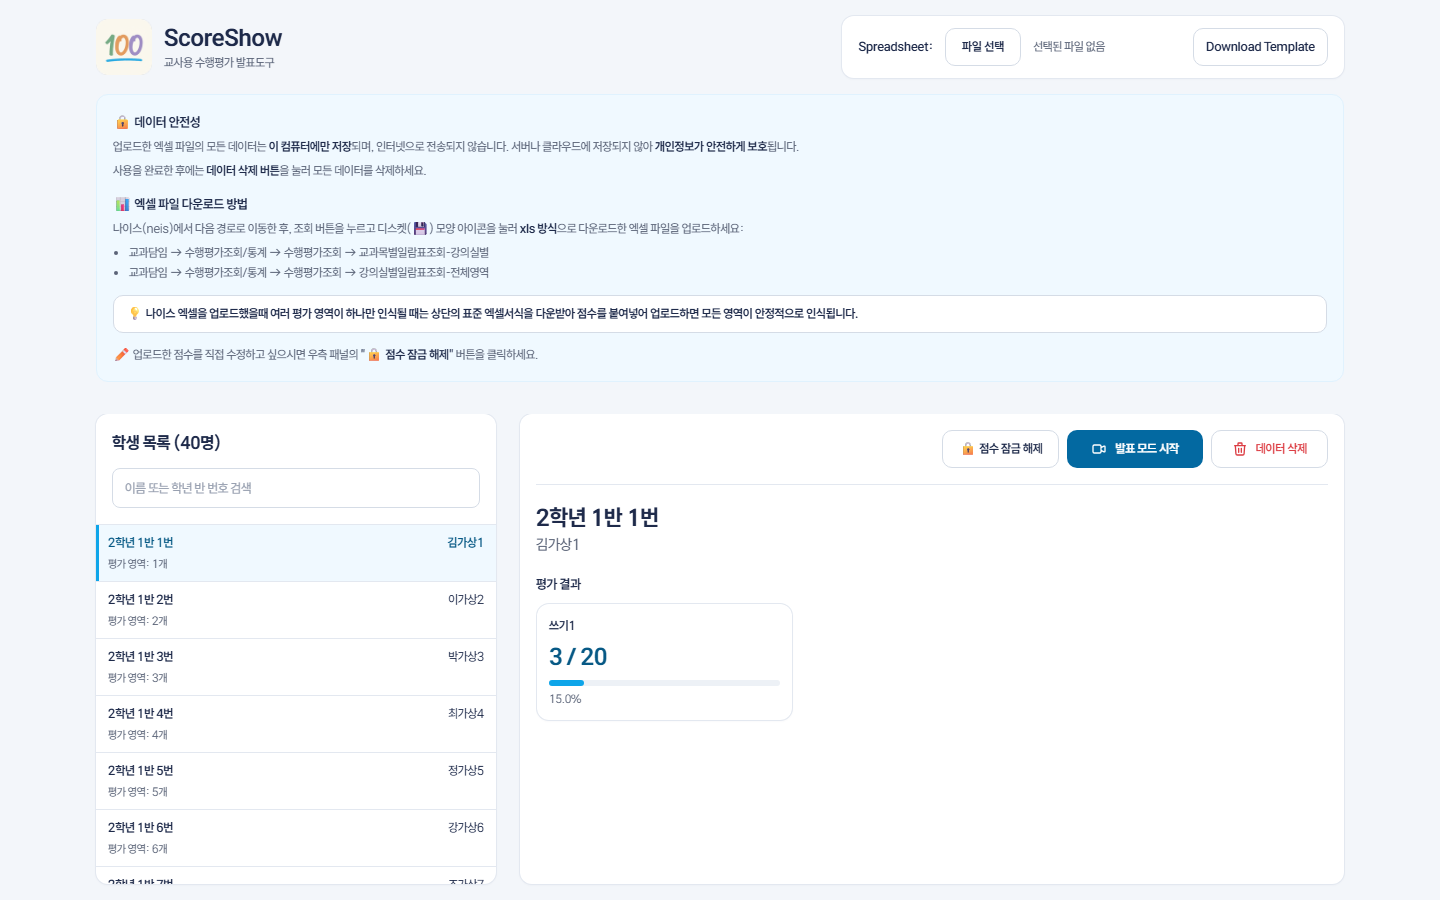 100
ScoreShow
교사용 수행평가 발표도구
Spreadsheet: 파일 선택 선택된 파일 없음 Download Template
🔒 데이터 안전성
업로드한 엑셀 파일의 모든 데이터는 이 컴퓨터에만 저장되며, 인터넷으로 전송되지 않습니다. 서버나 클라우드에 저장되지 않아 개인정보가 안전하게 보호됩니다.
사용을 완료한 후에는 데이터 삭제 버튼을 눌러 모든 데이터를 삭제하세요.
📊 엑셀 파일 다운로드 방법
나이스(neis)에서 다음 경로로 이동한 후, 조회 버튼을 누르고 디스켓( 💾 ) 모양 아이콘을 눌러 xls 방식으로 다운로드한 엑셀 파일을 업로드하세요:
• 교과담임 → 수행평가조회/통계 → 수행평가조회 → 교과목별일람표조회-강의실별
• 교과담임 → 수행평가조회/통계 → 수행평가조회 → 강의실별일람표조회-전체영역
💡 나이스 엑셀을 업로드했을때 여러 평가 영역이 하나만 인식될 때는 상단의 표준 엑셀서식을 다운받아 점수를 붙여넣어 업로드하면 모든 영역이 안정적으로 인식됩니다.
✏️ 업로드한 점수를 직접 수정하고 싶으시면 우측 패널의 "🔒 점수 잠금 해제" 버튼을 클릭하세요.
학생 목록 (40명)
이름 또는 학년 반 번호 검색
2학년 1반 1번 김가상1
평가 영역: 1개
2학년 1반 2번 이가상2
평가 영역: 2개
2학년 1반 3번 박가상3
평가 영역: 3개
2학년 1반 4번 최가상4
평가 영역: 4개
2학년 1반 5번 정가상5
평가 영역: 5개
2학년 1반 6번 강가상6
평가 영역: 6개
🔒 점수 잠금 해제 발표 모드 시작 데이터 삭제
2학년 1반 1번
김가상1
평가 결과
쓰기1
3 / 20
15.0%